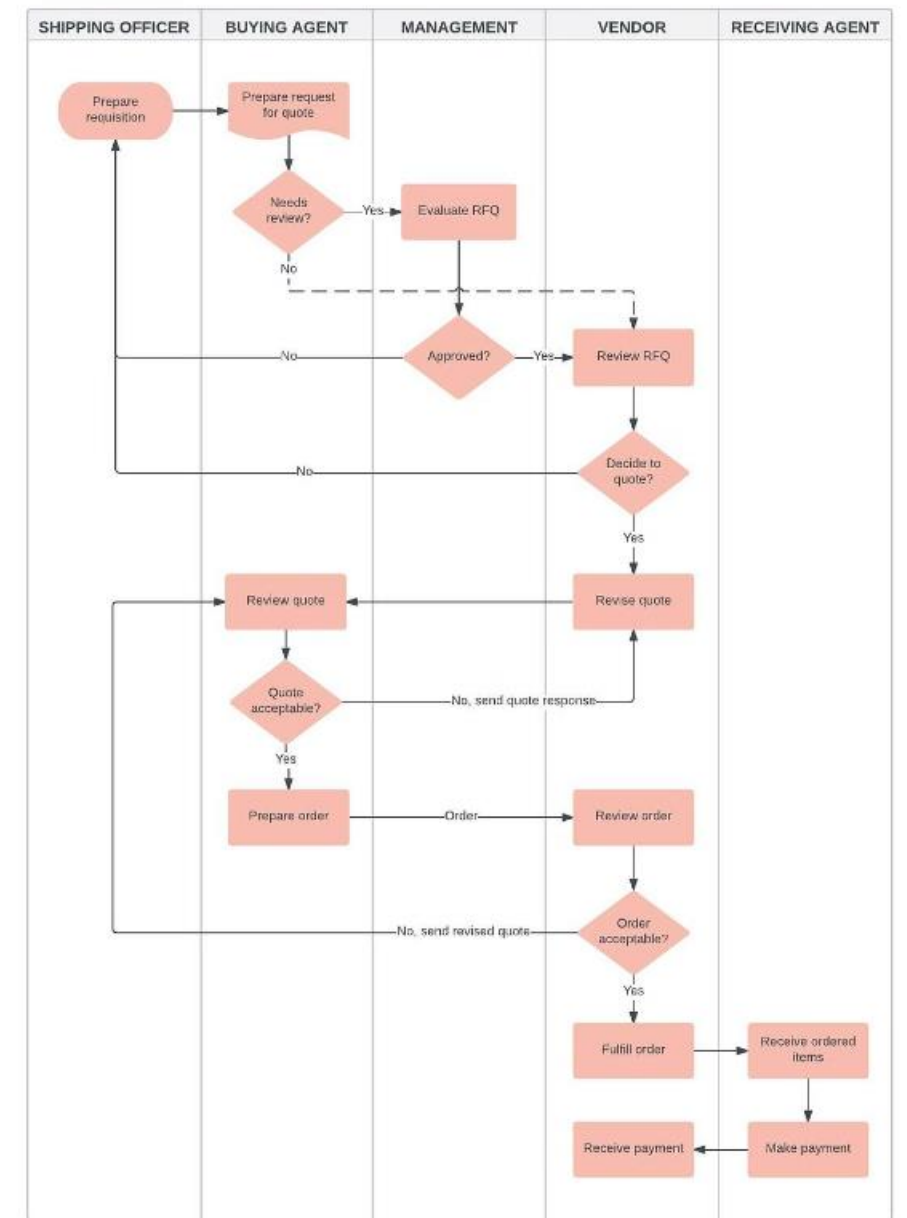 SHIPPING OFFICER
BUYING AGENT
MANAGEMENT
VENDOR
RECEIVING AGENT
Prepare
requisition
Prepare request
for quote
Needs
review?
Yes
Evaluate RFQ
No
No
Approved?
Yes
Review RFQ
No
Decide to
quote?
Yes
Review quote
Revise quote
Quote
acceptable?
No, send quote response
Yes
Prepare order
Order
Review order
No, send revised quote
Order
acceptable?
Yes
Fulfill order
Receive ordered
items
Receive payment
Make payment